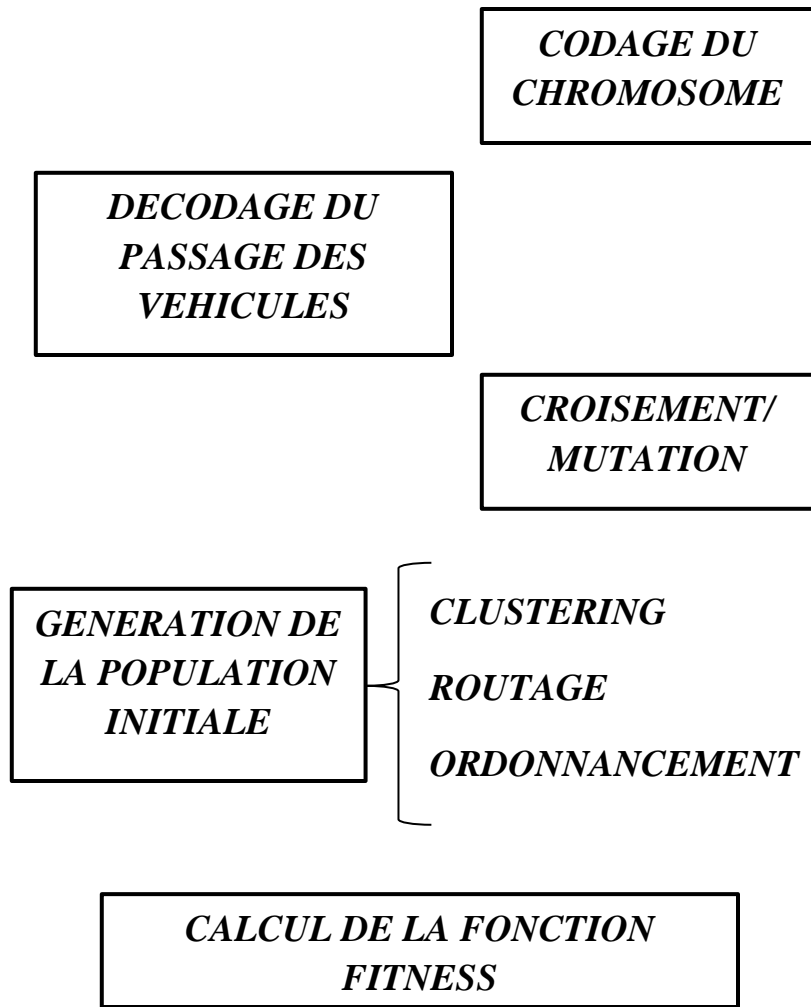 CODAGE DU
CHROMOSOME
DECODAGE DU
PASSAGE DES
VEHICULES
CROISEMENT/
MUTATION
GENERATION DE
LA POPULATION
INITIALE
CLUSTERING
ROUTAGE
ORDONNANCEMENT
CALCUL DE LA FONCTION
FITNESS